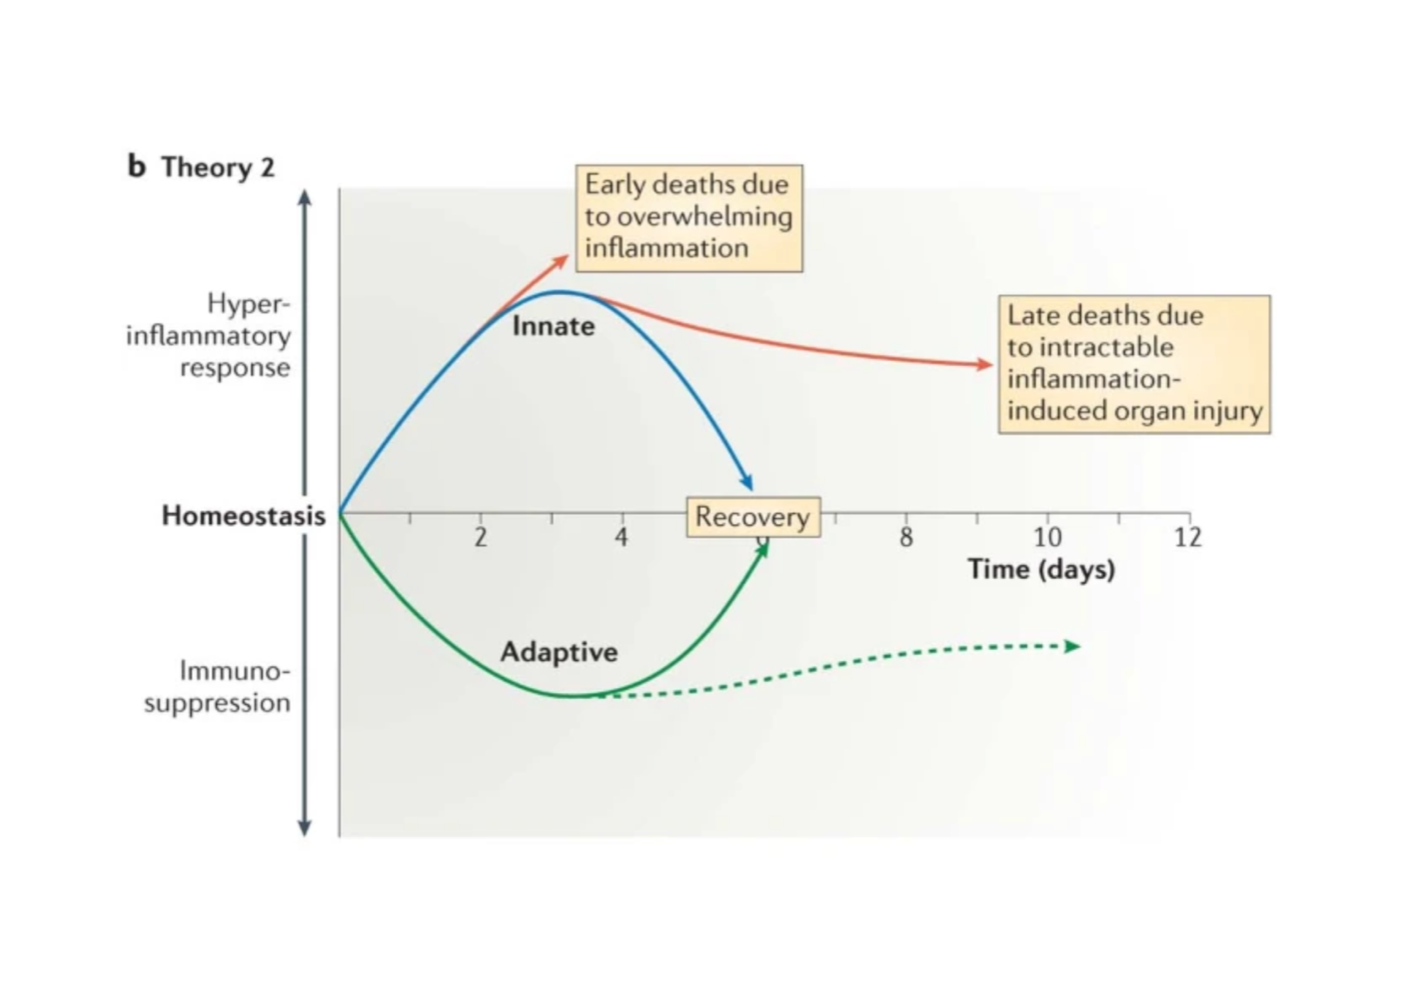 b Theory 2
Early deaths due
to overwhelming
inflammation
Hyper-
inflammatory
response
Innate
Late deaths due
to intractable
inflammation-
induced organ injury
Homeostasis
Recovery
2
4
6
8
10
12
Time (days)
Adaptive
Immuno-
suppression